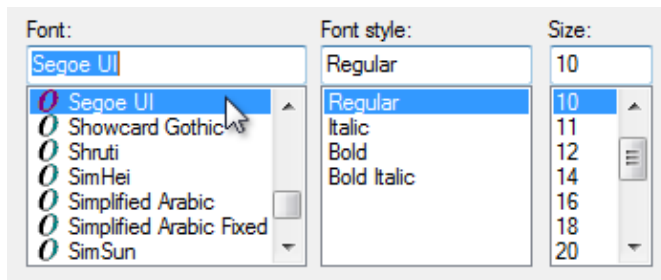 Font:
Segoe UI
Segoe UI
Showcard Gothic
Shruti
SimHei
Simplified Arabic
Simplified Arabic Fixed
SimSun
Font style:
Regular
Regular
Italic
Bold
Bold Italic
Size:
10
10
11
12
14
16
18
20